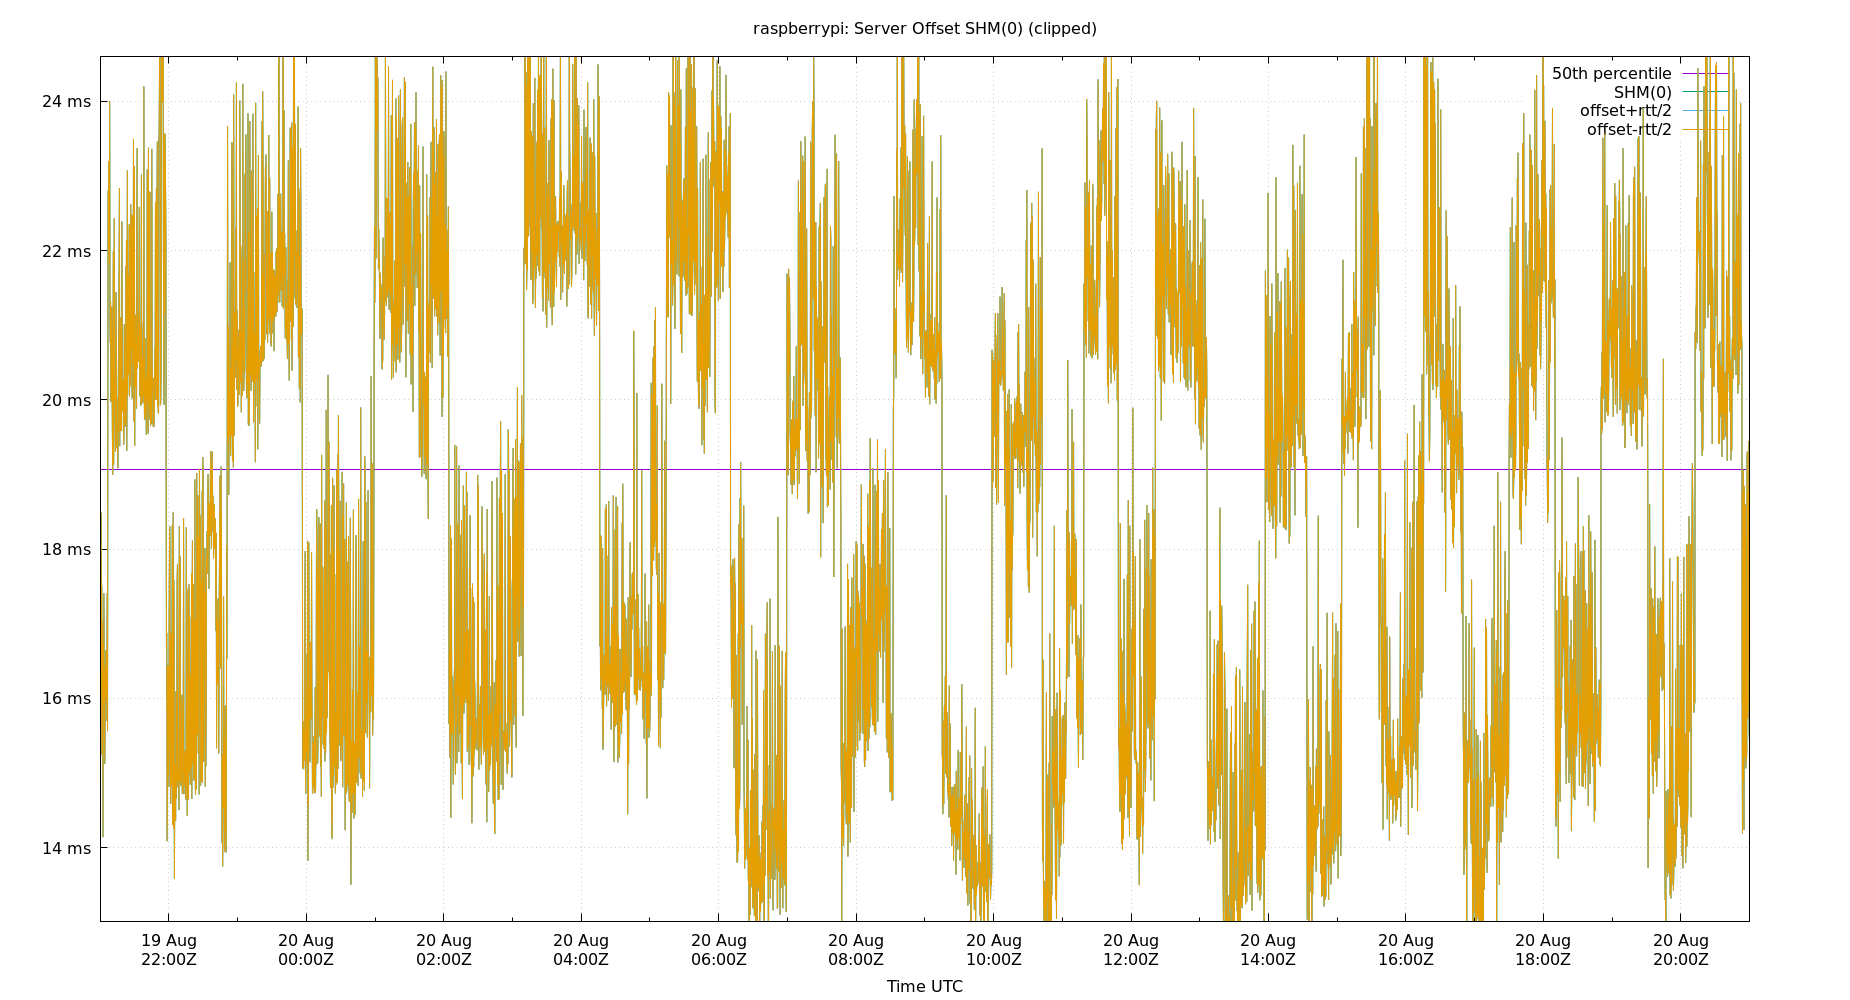 raspberrypi: Server Offset SHM(0) (clipped)
50th percentile
SHM(0)
offset+rtt/2
offset-rtt/2
24 ms
22 ms
20 ms
18 ms
16 ms
14 ms
19 Aug 20 Aug 20 Aug 20 Aug 20 Aug 20 Aug 20 Aug 20 Aug 20 Aug 20 Aug 20 Aug 20 Aug
22:00Z 00:00Z 02:00Z 04:00Z 06:00Z 08:00Z 10:00Z 12:00Z 14:00Z 16:00Z 18:00Z 20:00Z
Time UTC